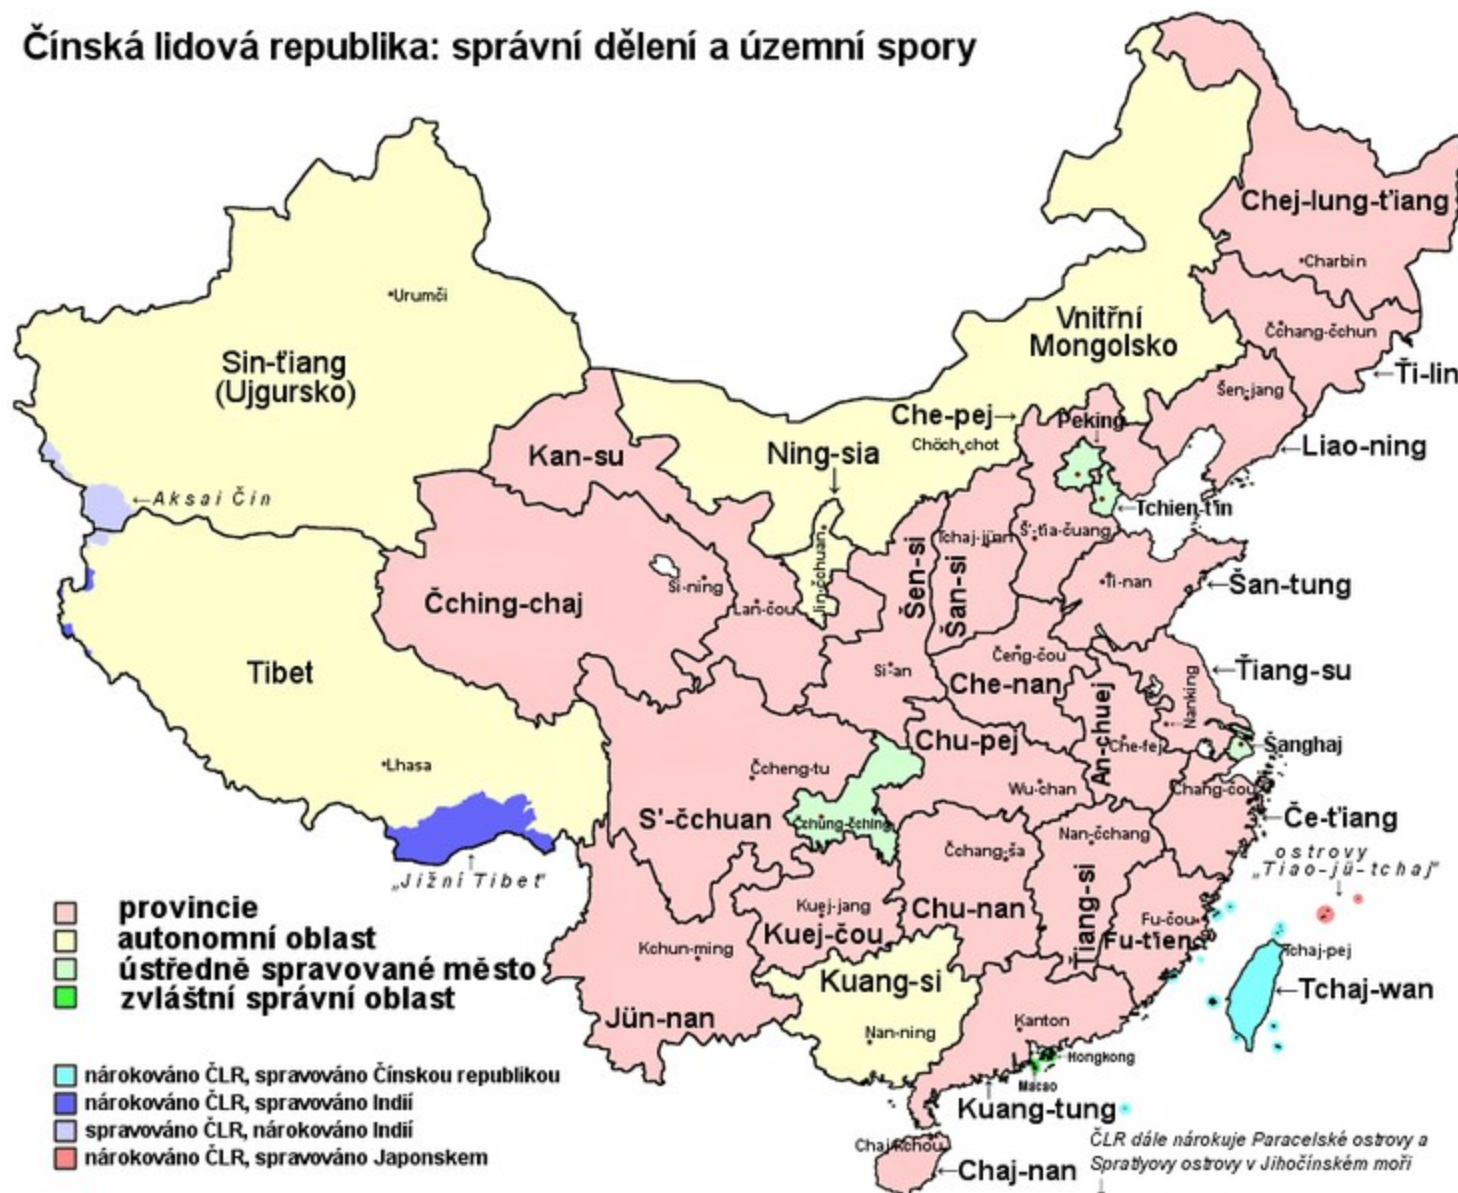 Čínská lidová republika: správní dělení a územní spory
Chej-lung-ťiang
Charbin
Urumči
Vnitřní
Mongolsko
Čchang-čchun
Sin-ťiang
(Ujgursko)
←Ťi-lin
Šen-jang
Che-pej→
Peking
Chöch chot
←Liao-ning
Kan-su
Ning-sia
←Aksai Čin
←Tchien-ťin
Tchaj-jüan
Š'-ťia-čuang
Šen-si
Šan-si
Jin-čchuan
Si-ning
Ťi-nan
←Šan-tung
Čching-chaj
Lan-čou
Čeng-čou
Si-an
Che-nan
←Ťiang-su
Tibet
An-chuej
Nanking
Chu-pej
Che-fej
Šanghaj
Lhasa
Čcheng-tu
Wu-chan
Chang-čou
S'-čchuan
Čchung-čching
Nan-čchang
←Če-ťiang
Čchang-ša
ostrovy
„Tiao-jü-tchaj“
„Jižní Tibet“
Kuej-jang
Chu-nan
Ťiang-si
Fu-čou
Kuej-čou
Fu-ťien
Kchun-ming
Tchaj-pej
Kuang-si
←Tchaj-wan
Jün-nan
Nan-ning
Kanton
Hongkong
Macao
Kuang-tung
Chaj-kchou
←Chaj-nan
provincie
autonomní oblast
ústředně spravované město
zvláštní správní oblast
nárokováno ČLR, spravováno Čínskou republikou
nárokováno ČLR, spravováno Indií
spravováno ČLR, nárokováno Indií
nárokováno ČLR, spravováno Japonskem
ČLR dále nárokuje Paracelské ostrovy a
Spratlyovy ostrovy v Jihočínském moři